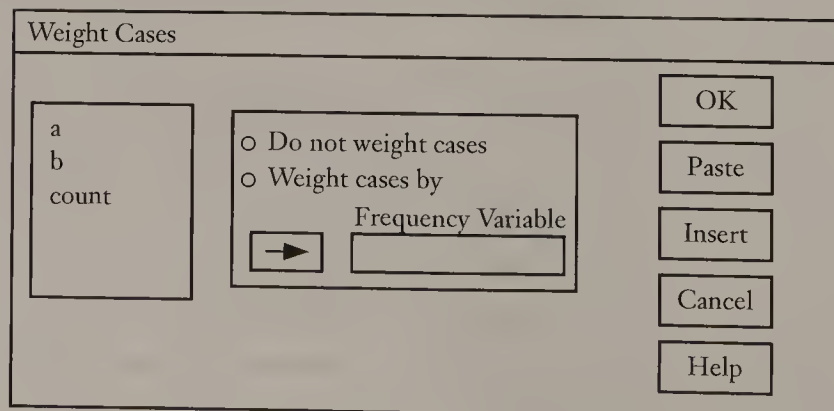 Weight Cases
a
b
count
Do not weight cases
Weight cases by
Frequency Variable
OK
Paste
Insert
Cancel
Help